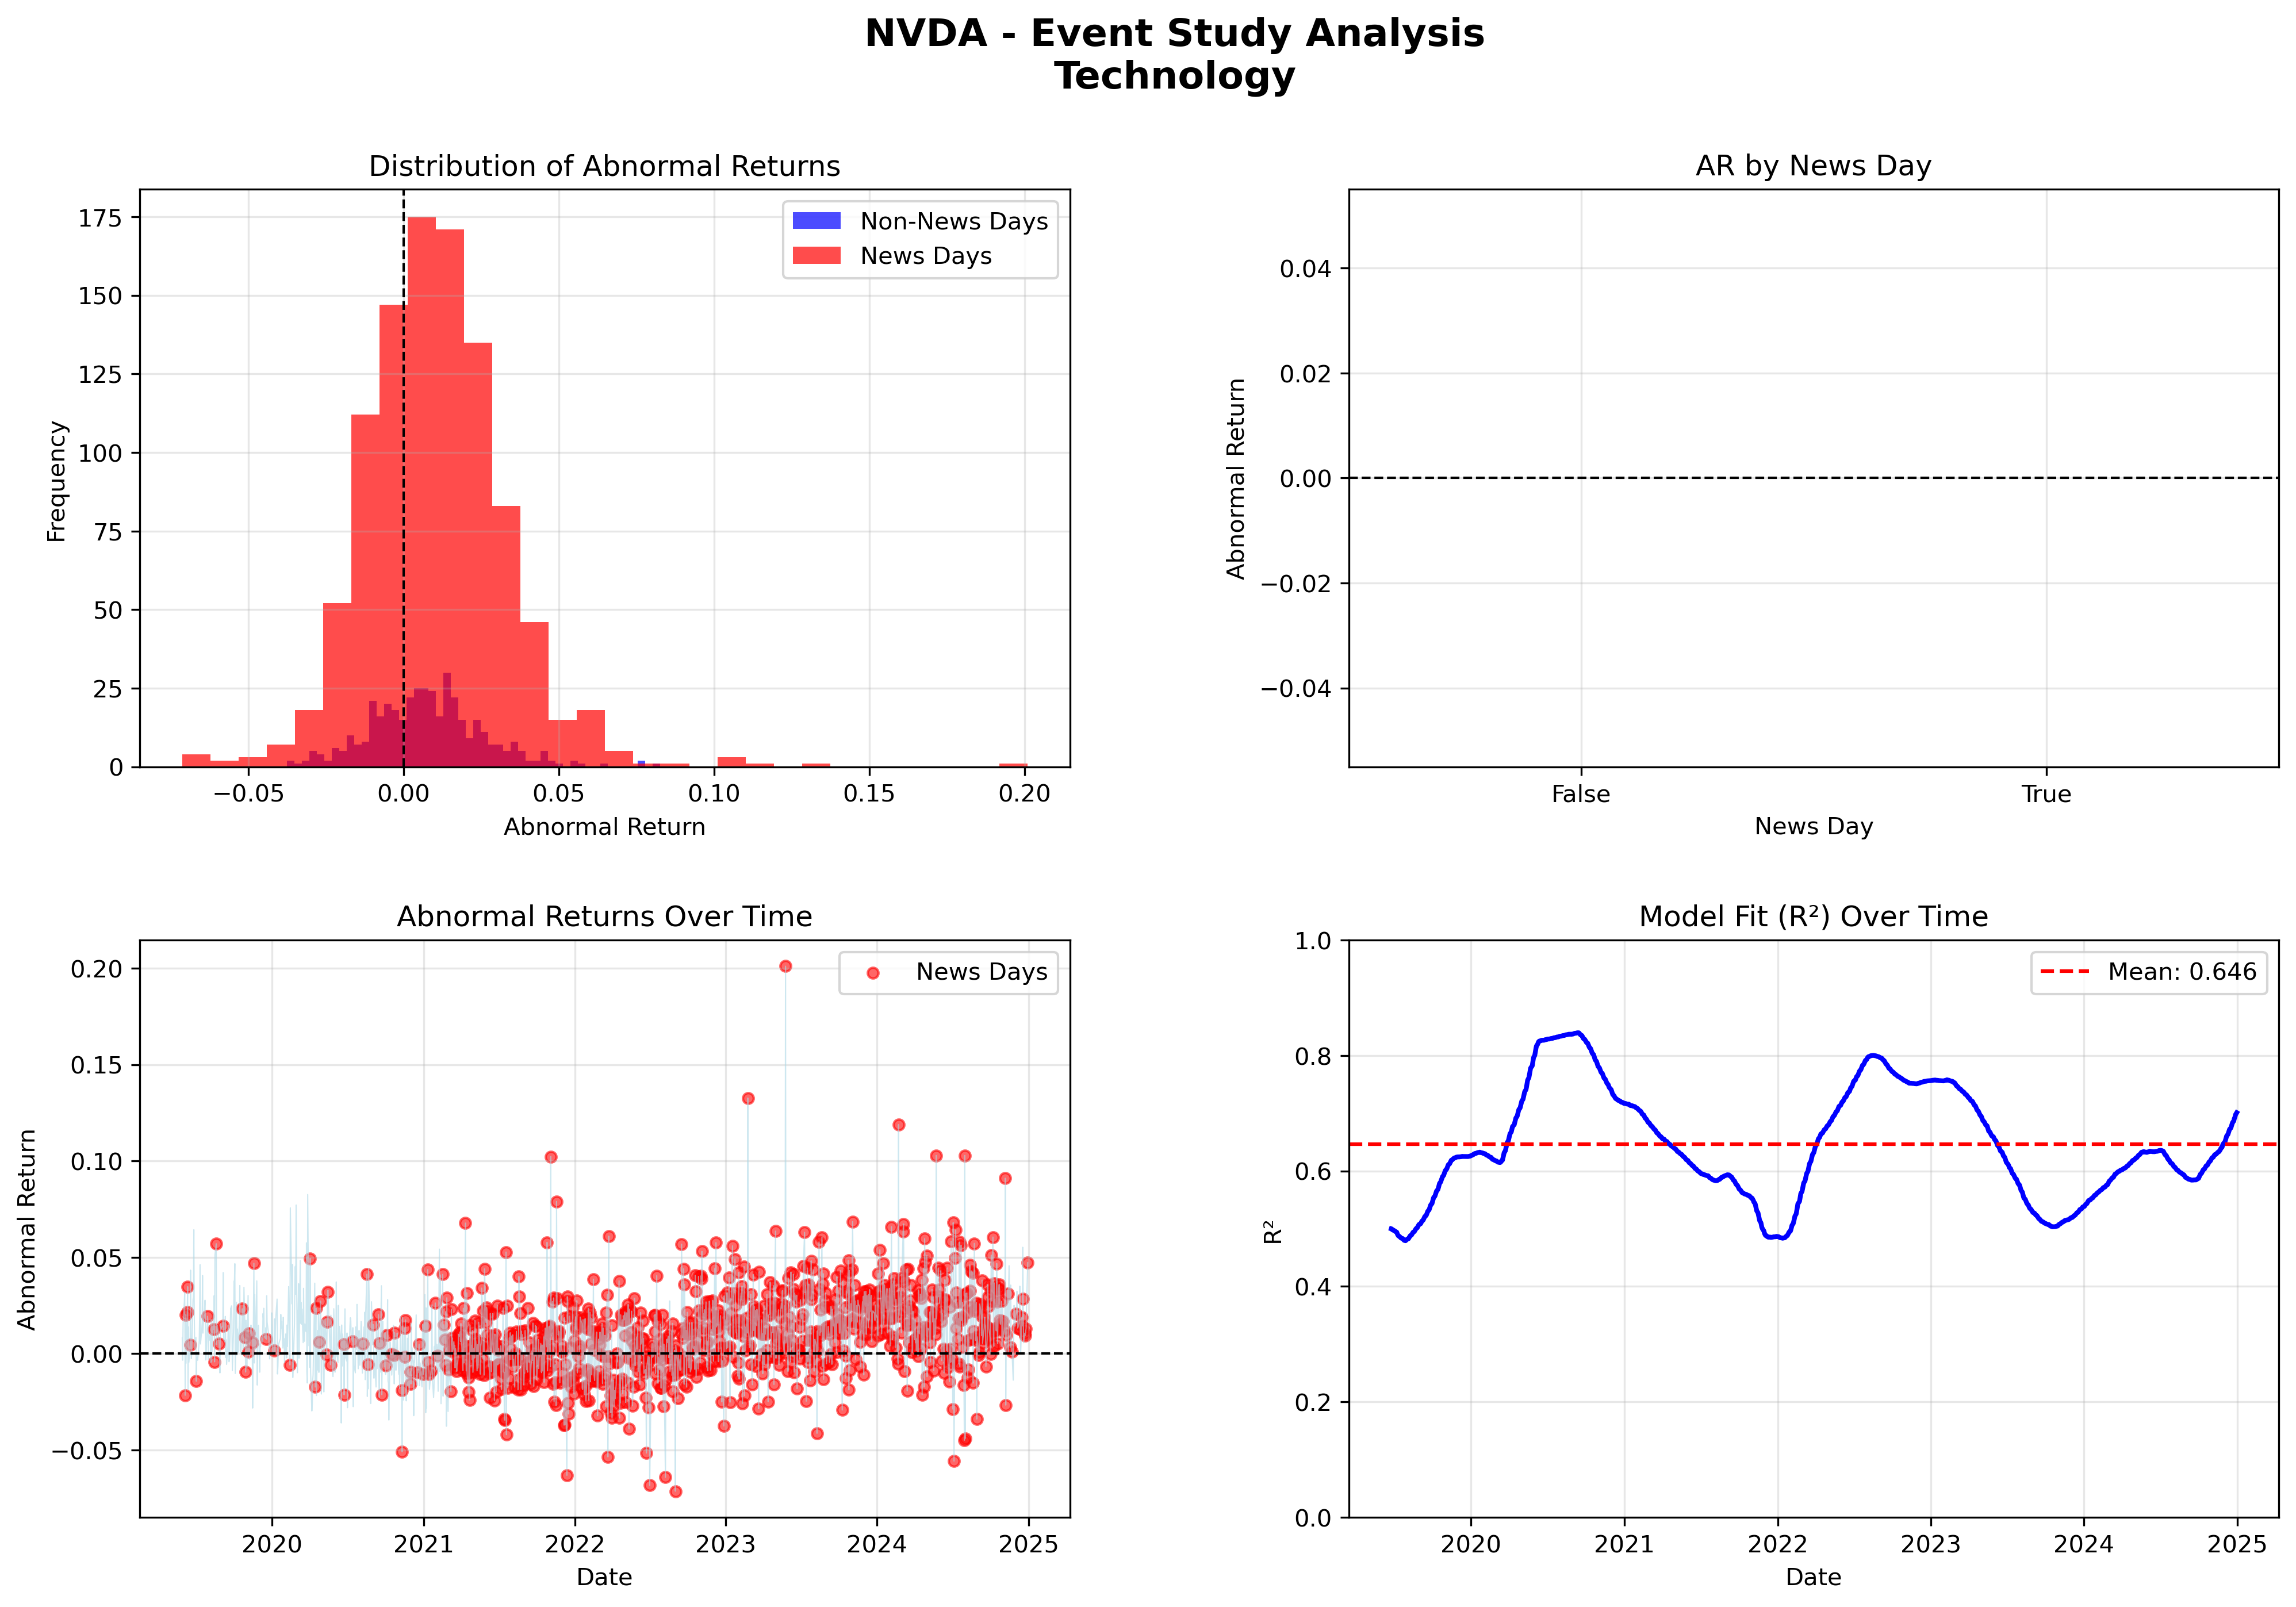 NVDA - Event Study Analysis
Technology
Distribution of Abnormal Returns
Frequency
175
150
125
100
75
50
25
0
−0.05
0.00
0.05
0.10
0.15
0.20
Abnormal Return
Non-News Days
News Days
AR by News Day
Abnormal Return
0.04
0.02
0.00
−0.02
−0.04
False
True
News Day
Abnormal Returns Over Time
Abnormal Return
0.20
0.15
0.10
0.05
0.00
−0.05
2020
2021
2022
2023
2024
2025
Date
News Days
Model Fit (R²) Over Time
R²
1.0
0.8
0.6
0.4
0.2
0.0
2020
2021
2022
2023
2024
2025
Date
Mean: 0.646